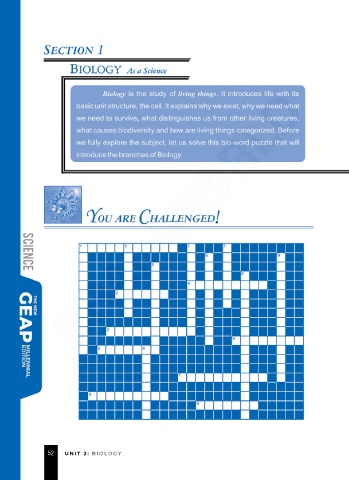 SECTION 1
BIOLOGY As a Science
Biology is the study of living things. It introduces life with its
basic unit structure, the cell. It explains why we exist, why we need what
we need to survive, what distinguishes us from other living creatures,
what causes biodiversity and how are living things categorized. Before
we fully explore the subject, let us solve this bio-word puzzle that will
introduce the branches of Biology.
YOU ARE CHALLENGED!
SCIENCE
THE NEW
GEAP
MILLENNIAL
EDITION
52 UNIT 2: BIOLOGY